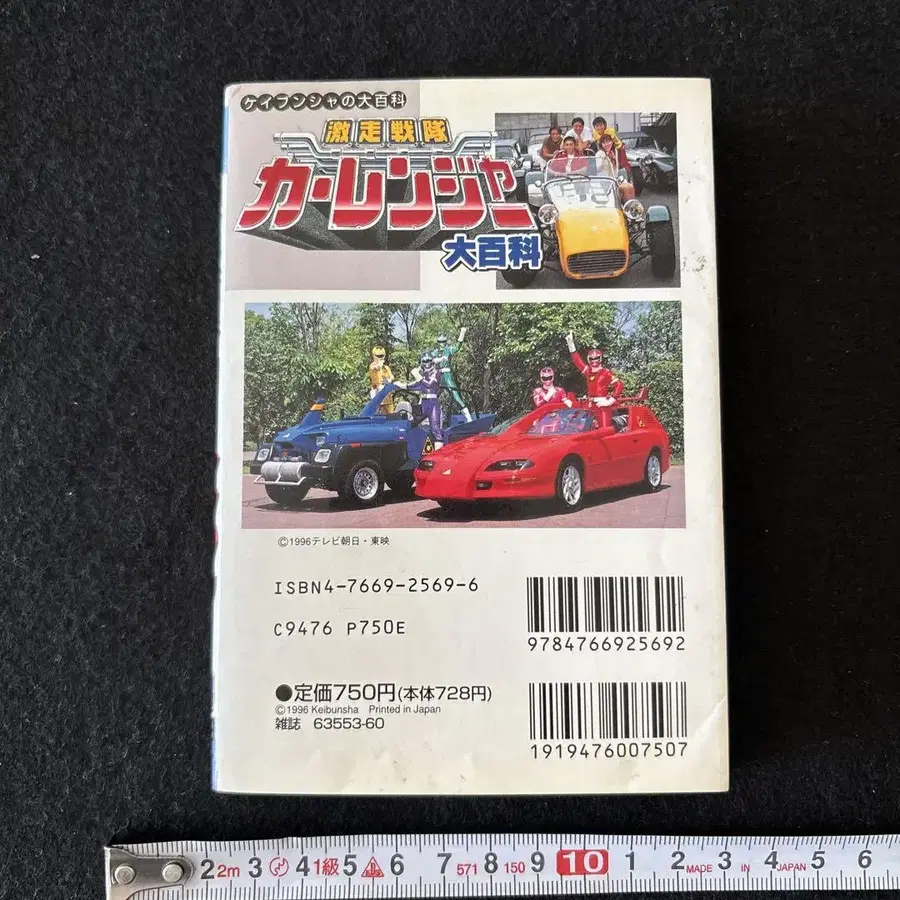 ケイブンシャの大百科
激走戦隊
カーレンジャー
大百科
©1996テレビ朝日・東映
ISBN4-7669-2569-6
C9476 P750E
9784766925692
●定価750円(本体728円)
©1996 Keibunsha Printed in Japan
雑誌 63553-60
1919476007507
2 2m 3 4 1級 5 6 7 571 8 150 9 10 1 2 MADE 3 IN 4 JAPAN 5 6